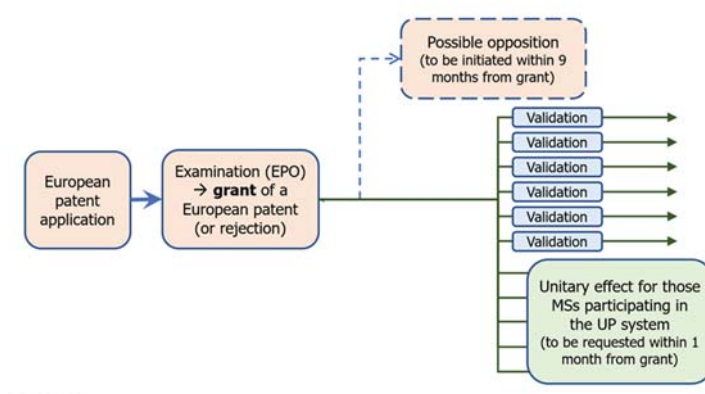 Possible opposition
(to be initiated within 9
months from grant)
Validation
Validation
Validation
Validation
Validation
Validation
European
patent
application
Examination (EPO)
→ grant of a
European patent
(or rejection)
Unitary effect for those
MSs participating in
the UP system
(to be requested within 1
month from grant)